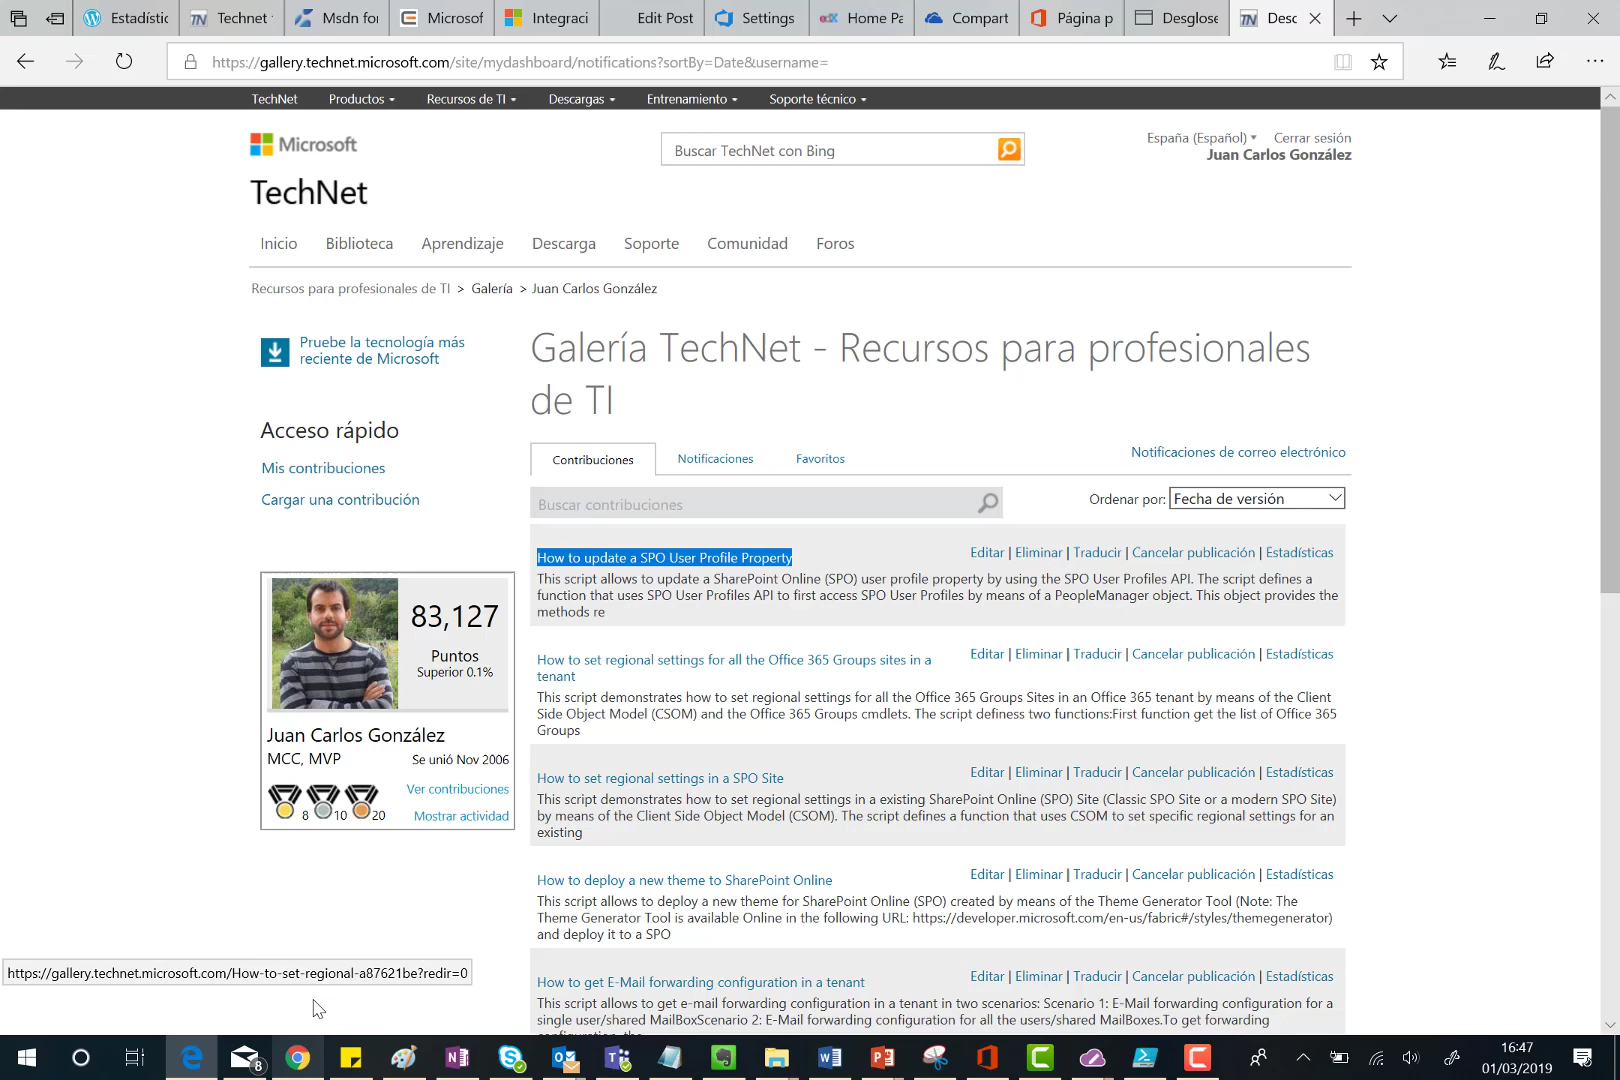 Estadístic
Technet
Msdn for
Microsof
Integraci
Edit Post
Settings
Home Pa
Compart
Página p
Desglose
Desc
https://gallery.technet.microsoft.com/site/mydashboard/notifications?sortBy=Date&username=
TechNet Productos Recursos de TI Descargas Entrenamiento Soporte técnico
Microsoft
TechNet
Buscar TechNet con Bing
España (Español) Cerrar sesión
Juan Carlos González
Inicio Biblioteca Aprendizaje Descarga Soporte Comunidad Foros
Recursos para profesionales de TI > Galería > Juan Carlos González
Pruebe la tecnología más
reciente de Microsoft
Acceso rápido
Mis contribuciones
Cargar una contribución
83,127
Puntos
Superior 0.1%
Juan Carlos González
MCC, MVP Se unió Nov 2006
8 10 20
Ver contribuciones
Mostrar actividad
Galería TechNet - Recursos para profesionales
de TI
Contribuciones Notificaciones Favoritos
Notificaciones de correo electrónico
Buscar contribuciones
Ordenar por: Fecha de versión
How to update a SPO User Profile Property
Editar | Eliminar | Traducir | Cancelar publicación | Estadísticas
This script allows to update a SharePoint Online (SPO) user profile property by using the SPO User Profiles API. The script defines a
function that uses SPO User Profiles API to first access SPO User Profiles by means of a PeopleManager object. This object provides the
methods re
How to set regional settings for all the Office 365 Groups sites in a
tenant
Editar | Eliminar | Traducir | Cancelar publicación | Estadísticas
This script demonstrates how to set regional settings for all the Office 365 Groups Sites in an Office 365 tenant by means of the Client
Side Object Model (CSOM) and the Office 365 Groups cmdlets. The script definess two functions:First function get the list of Office 365
Groups
How to set regional settings in a SPO Site
Editar | Eliminar | Traducir | Cancelar publicación | Estadísticas
This script demonstrates how to set regional settings in a existing SharePoint Online (SPO) Site (Classic SPO Site or a modern SPO Site)
by means of the Client Side Object Model (CSOM). The script defines a function that uses CSOM to set specific regional settings for an
existing
How to deploy a new theme to SharePoint Online
Editar | Eliminar | Traducir | Cancelar publicación | Estadísticas
This script allows to deploy a new theme for SharePoint Online (SPO) created by means of the Theme Generator Tool (Note: The
Theme Generator Tool is available Online in the following URL: https://developer.microsoft.com/en-us/fabric#/styles/themegenerator)
and deploy it to a SPO
How to get E-Mail forwarding configuration in a tenant
Editar | Eliminar | Traducir | Cancelar publicación | Estadísticas
This script allows to get e-mail forwarding configuration in a tenant in two scenarios: Scenario 1: E-Mail forwarding configuration for a
single user/shared MailBoxScenario 2: E-Mail forwarding configuration for all the users/shared MailBoxes.To get forwarding
https://gallery.technet.microsoft.com/How-to-set-regional-a87621be?redir=0
8
16:47
01/03/2019